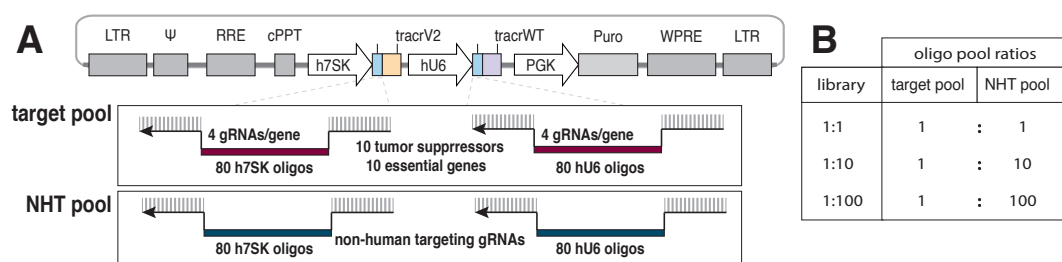 A
LTR Ψ RRE cPPT h7SK tracrV2 hU6 tracrWT PGK Puro WPRE LTR
target pool
4 gRNAs/gene
80 h7SK oligos
10 tumor suppressors
10 essential genes
4 gRNAs/gene
80 hU6 oligos
NHT pool
80 h7SK oligos
non-human targeting gRNAs
80 hU6 oligos
B
oligo pool ratios
library target pool NHT pool
1:1 1 : 1
1:10 1 : 10
1:100 1 : 100